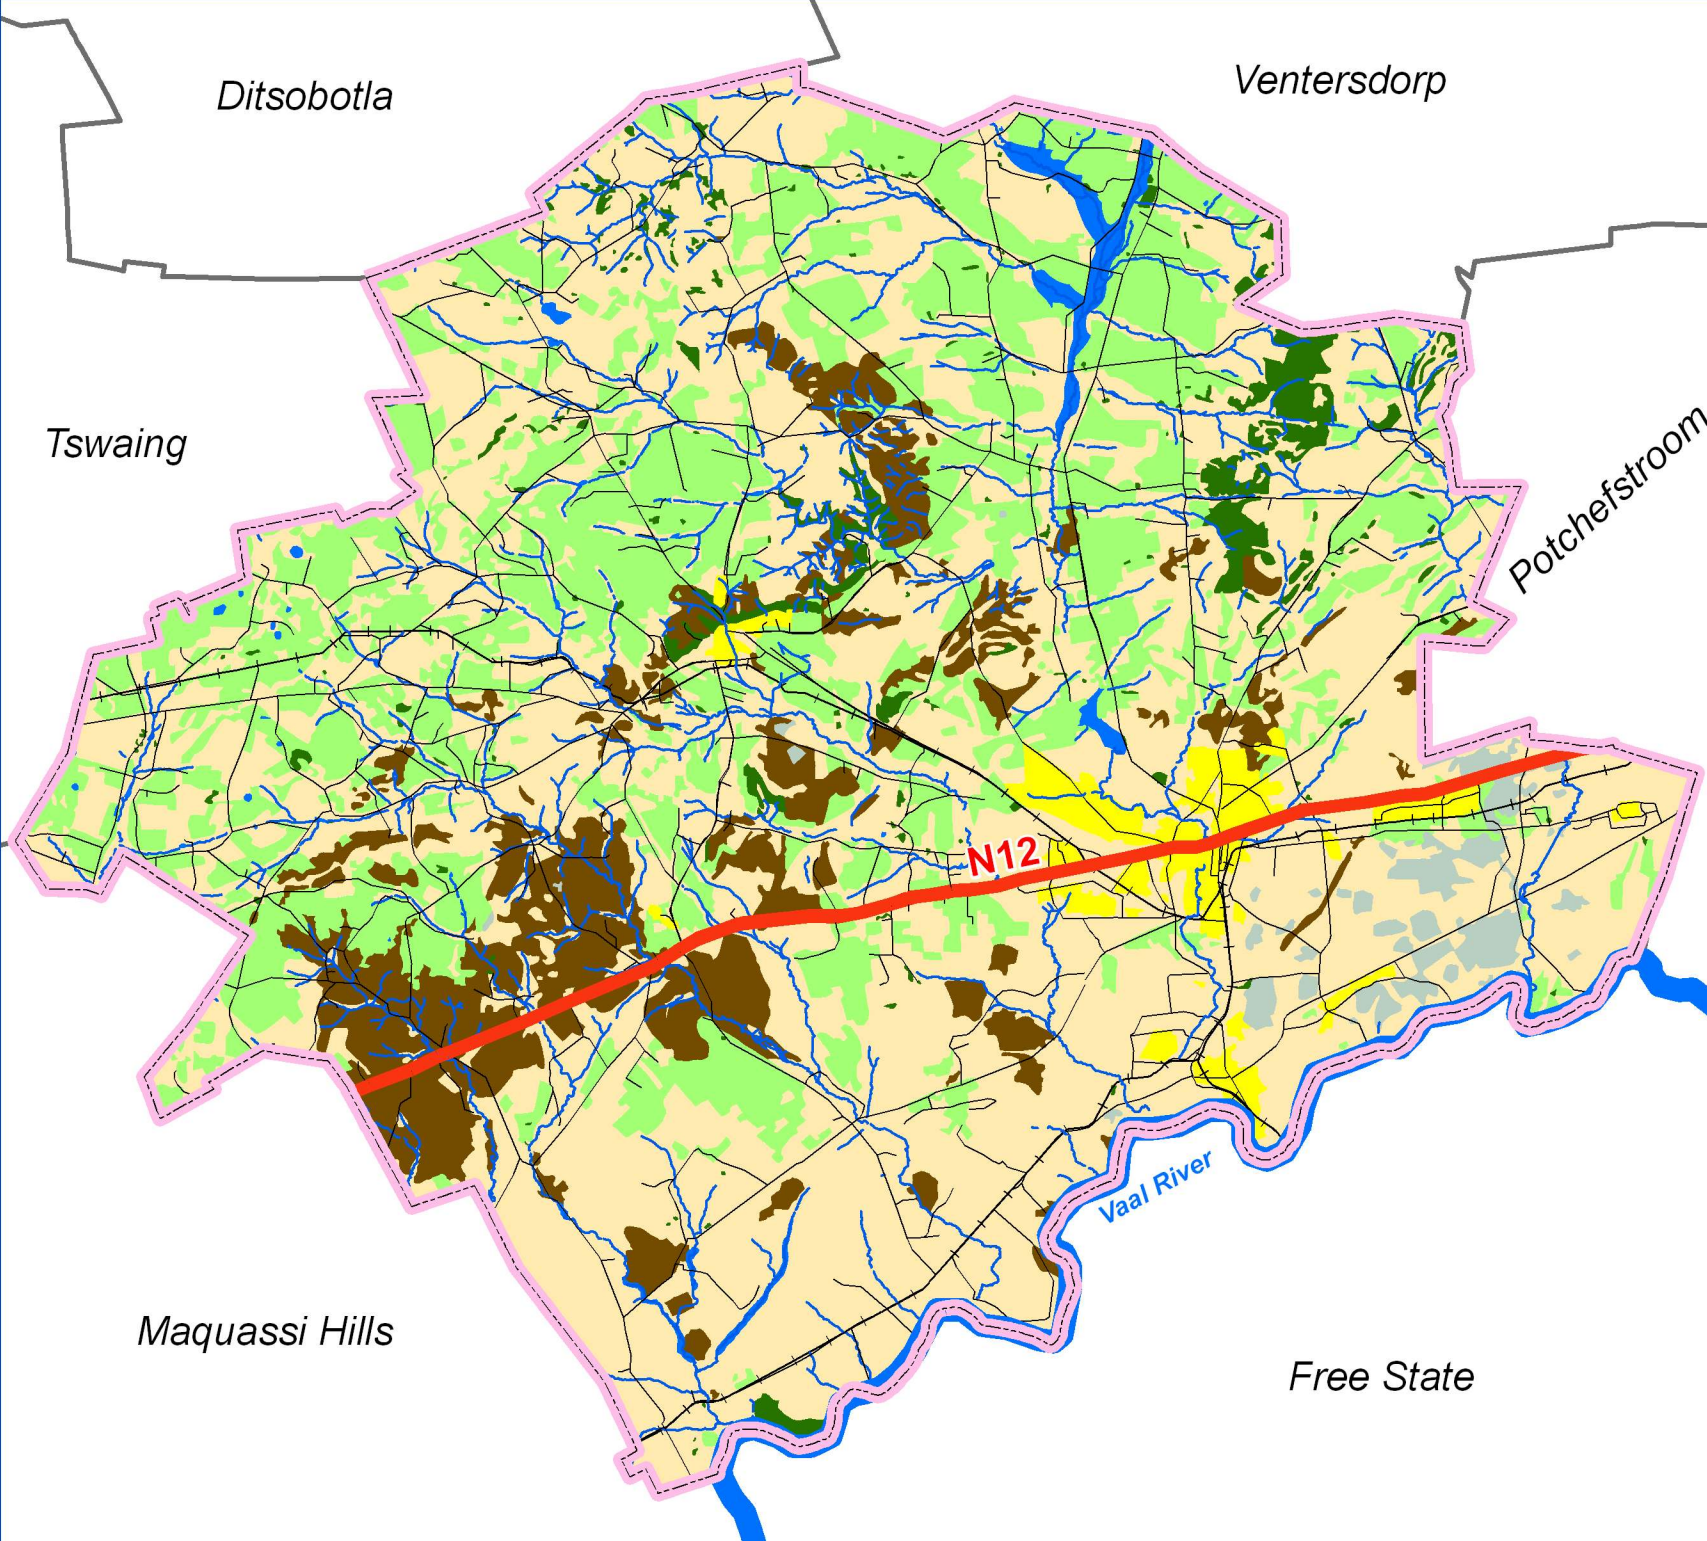 Ditsobotla
Ventersdorp
Tswaing
Potchefstroom
N12
Vaal River
Maquassi Hills
Free State